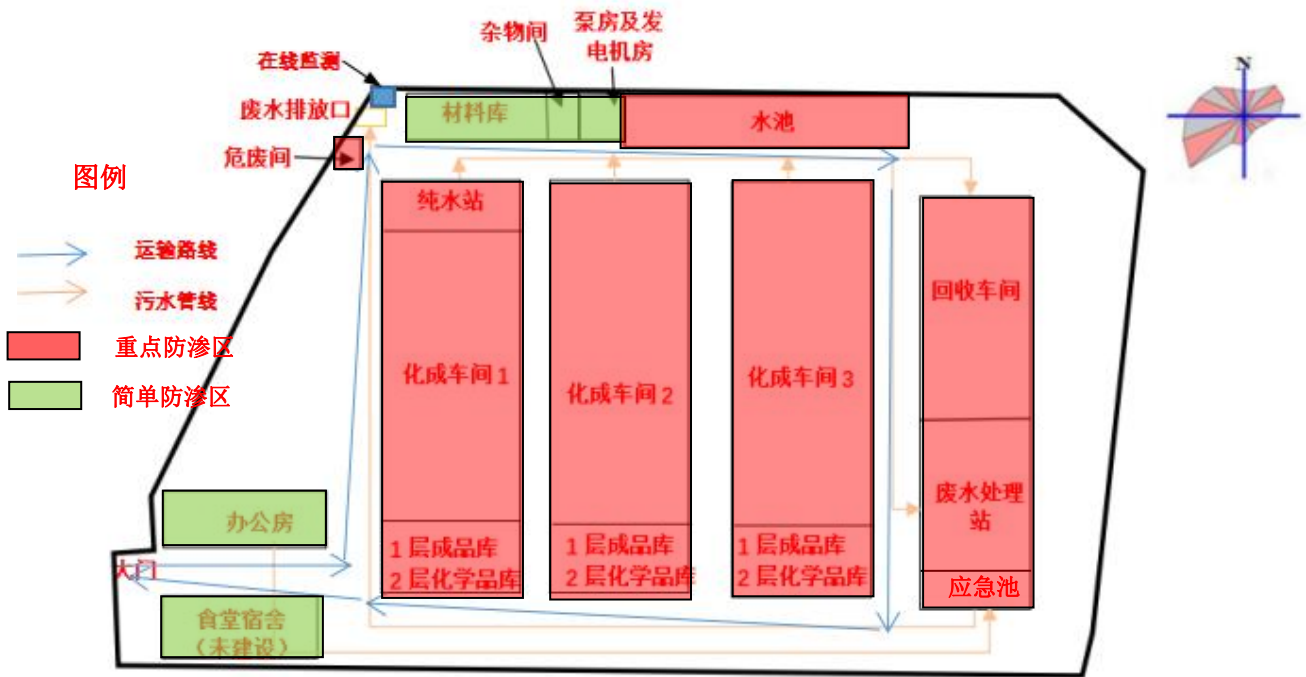 杂物间
泵房及发
电机房
在线监测
N
废水排放口
材料库
水池
危废间
图例
纯水站
运输路线
污水管线
回收车间
重点防渗区
简单防渗区
化成车间1
化成车间2
化成车间3
办公房
废水处理
站
1层成品库
2层化学品库
1层成品库
2层化学品库
1层成品库
2层化学品库
大门
应急池
食堂宿舍
（未建设）